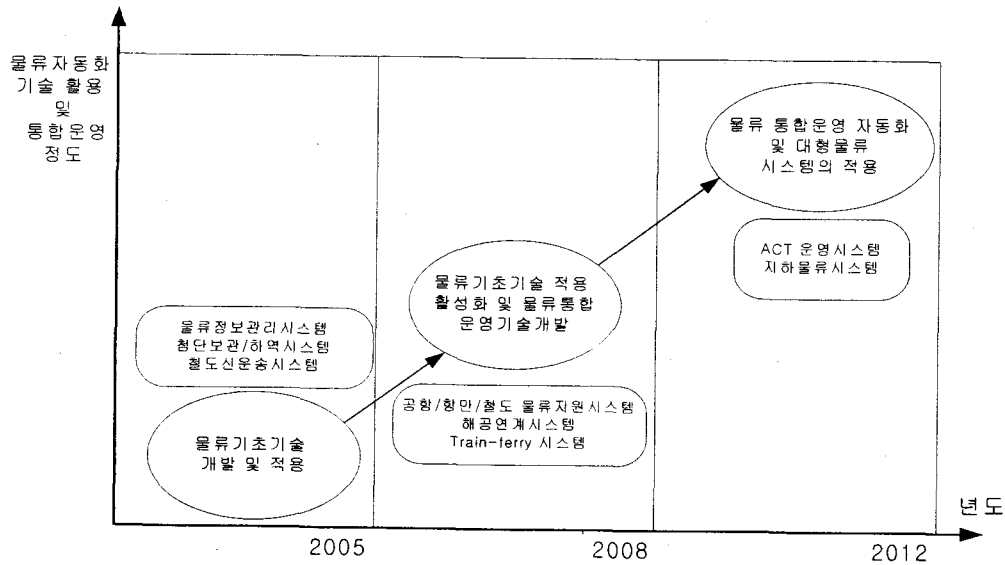 물류자동화
기술 활용
및
통합운영
정도
물류정보관리시스템
첨단보관/하역시스템
철도신운송시스템
물류기초기술
개발 및 적용
물류기초기술 적용
활성화 및 물류통합
운영기술개발
공항/항만/철도 물류자원시스템
해공연계시스템
Train-ferry 시스템
물류 통합운영 자동화
및 대형물류
시스템의 적용
ACT 운영시스템
지하물류시스템
년도
2005
2008
2012